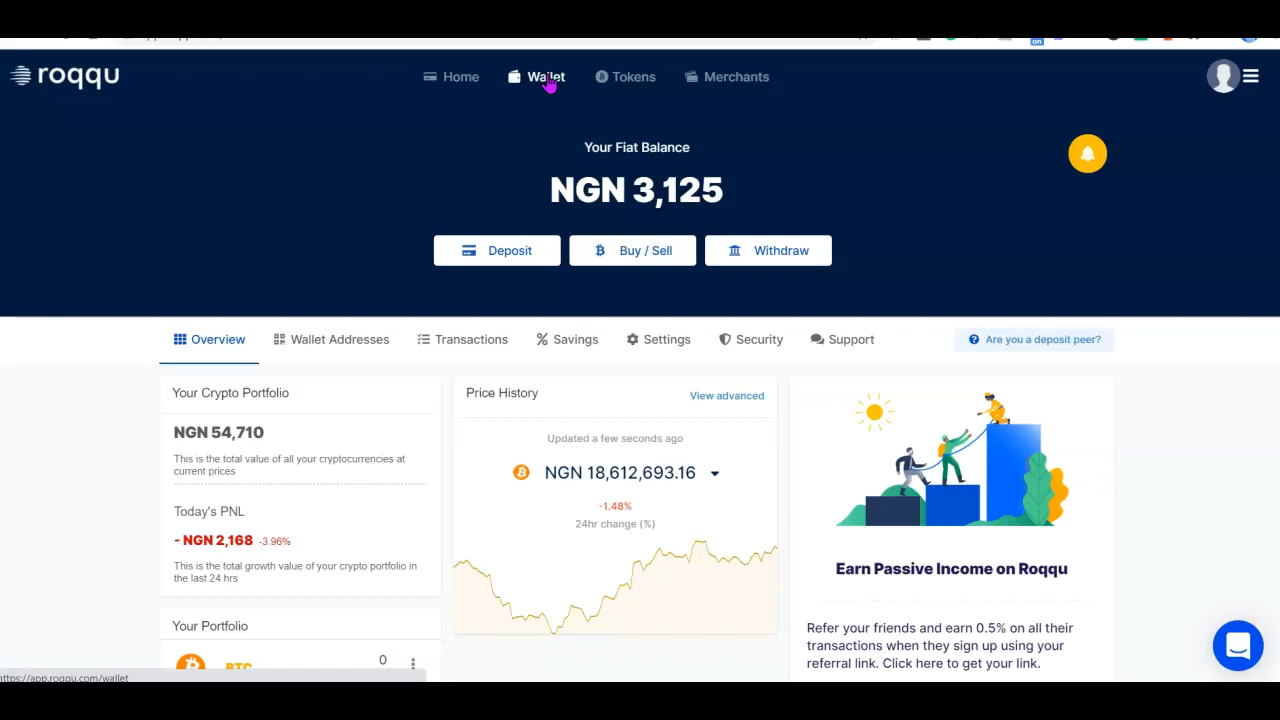 roqqu
Home
Wallet
Tokens
Merchants
Your Fiat Balance
NGN 3,125
Deposit
Buy / Sell
Withdraw
Overview
Wallet Addresses
Transactions
Savings
Settings
Security
Support
Are you a deposit peer?
Your Crypto Portfolio
NGN 54,710
This is the total value of all your cryptocurrencies at
current prices
Today's PNL
- NGN 2,168 -3.96%
This is the total growth value of your crypto portfolio in
the last 24 hrs
Your Portfolio
BTC
0
Price History
View advanced
Updated a few seconds ago
NGN 18,612,693.16
-1.48%
24hr change (%)
Earn Passive Income on Roqqu
Refer your friends and earn 0.5% on all their
transactions when they sign up using your
referral link. Click here to get your link.
https://app.roqqu.com/wallet